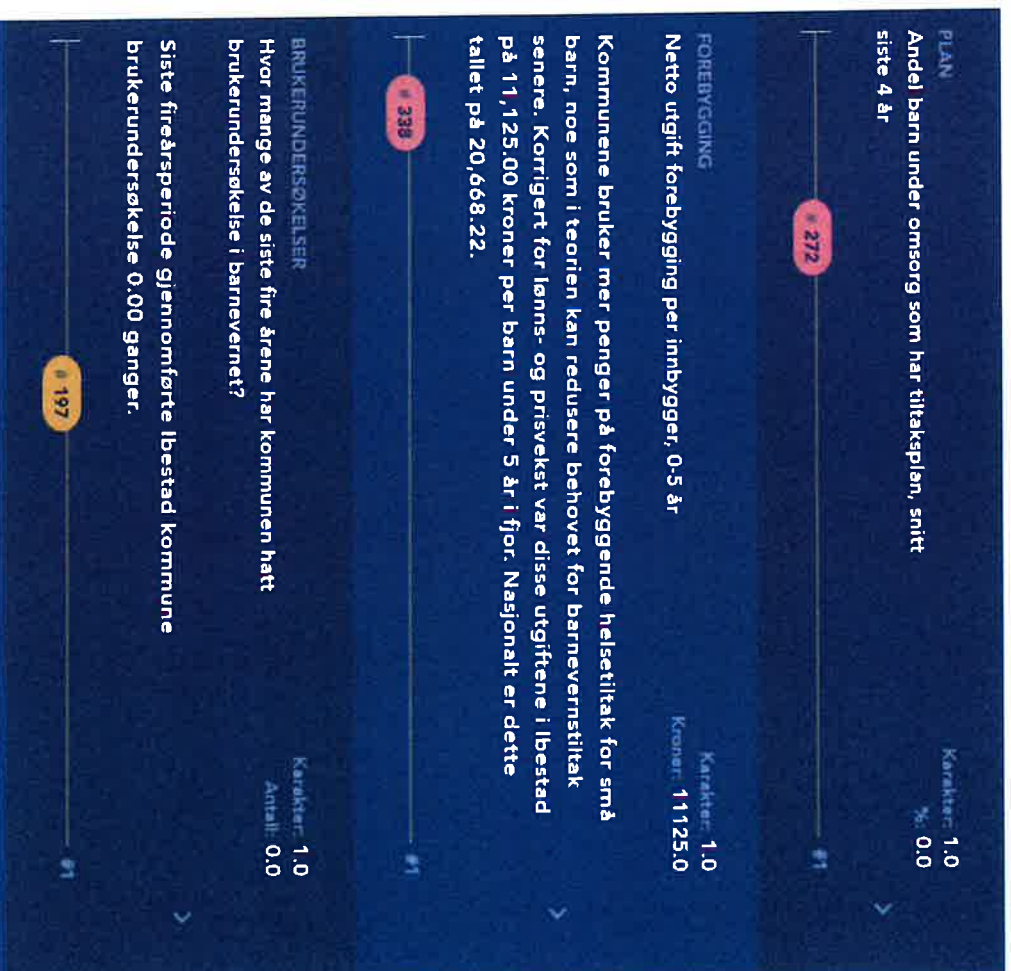 PLAN
Karakter: 1.0
Andel barn under omsorg som har tiltaksplan, snitt
%: 0.0
siste 4 år
# 272
#1
FOREBYGGING
Karakter: 1.0
Netto utgift forebygging per innbygger, 0-5 år
Kroner: 11125.0
Kommunene bruker mer penger på forebyggende helsetiltak for små
barn, noe som i teorien kan redusere behovet for barnevernstiltak
senere. Korrigert for lønns- og prisvekst var disse utgiftene i Ibestad
på 11,125.00 kroner per barn under 5 år i fjor. Nasjonalt er dette
tallet på 20,668.22.
# 338
#1
BRUKERUNDERSØKELSER
Karakter: 1.0
Hvor mange av de siste fire årene har kommunen hatt
Antall: 0.0
brukerundersøkelse i barnevernet?
Siste fireårsperiode gjennomførte Ibestad kommune
brukerundersøkelse 0.00 ganger.
# 197
#1